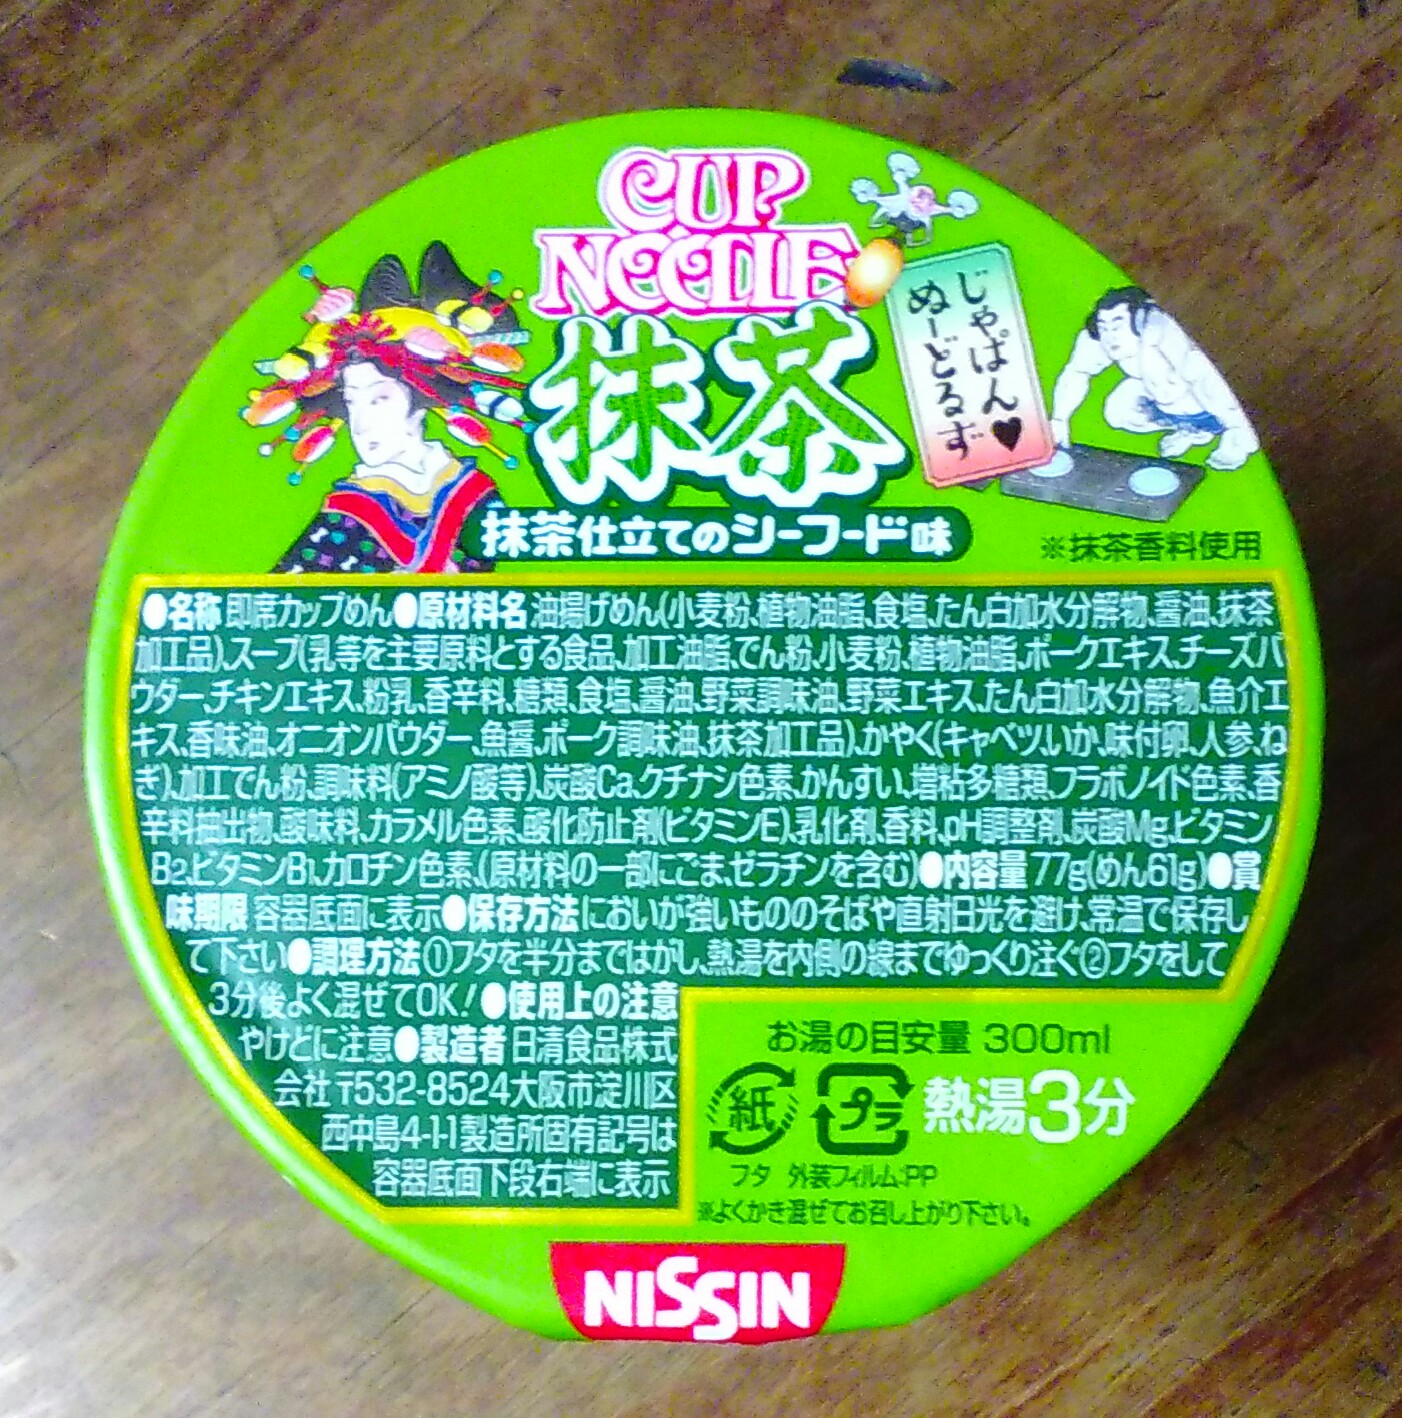 CUP
NOODLE
じゃぱん♥
ぬーどるず
抹茶
抹茶仕立てのシーフード味
※抹茶香料使用
●名称 即席カップめん●原材料名 油揚げめん(小麦粉、植物油脂、食塩、たん白加水分解物、醤油、抹茶
加工品)、スープ(乳等を主要原料とする食品、加工油脂、でん粉、小麦粉、植物油脂、ポークエキス、チーズパ
ウダー、チキンエキス、粉乳、香辛料、糖類、食塩、醤油、野菜調味油、野菜エキス、たん白加水分解物、魚介エ
キス、香味油、オニオンパウダー、魚醤、ポーク調味油、抹茶加工品)、かやく(キャベツ、いか、味付卵、人参、ね
ぎ)、加工でん粉、調味料(アミノ酸等)、炭酸Ca、クチナシ色素、かんすい、増粘多糖類、フラボノイド色素、香
辛料抽出物、酸味料、カラメル色素、酸化防止剤(ビタミンE)、乳化剤、香料、pH調整剤、炭酸Mg、ビタミン
B2、ビタミンB1、カロチン色素、(原材料の一部にごま、ゼラチンを含む)●内容量 77g(めん61g)●賞
味期限 容器底面に表示●保存方法 においが強いもののそばや直射日光を避け、常温で保存し
て下さい●調理方法 ①フタを半分まではがし、熱湯を内側の線までゆっくり注ぐ②フタをして
3分後よく混ぜてOK!●使用上の注意
やけどに注意●製造者 日清食品株式
会社 〒532-8524大阪市淀川区
西中島4-1-1製造所固有記号は
容器底面下段右端に表示
お湯の目安量 300ml
紙 プラ 熱湯3分
フタ 外装フィルム:PP
※よくかき混ぜてお召し上がり下さい。
NISSIN